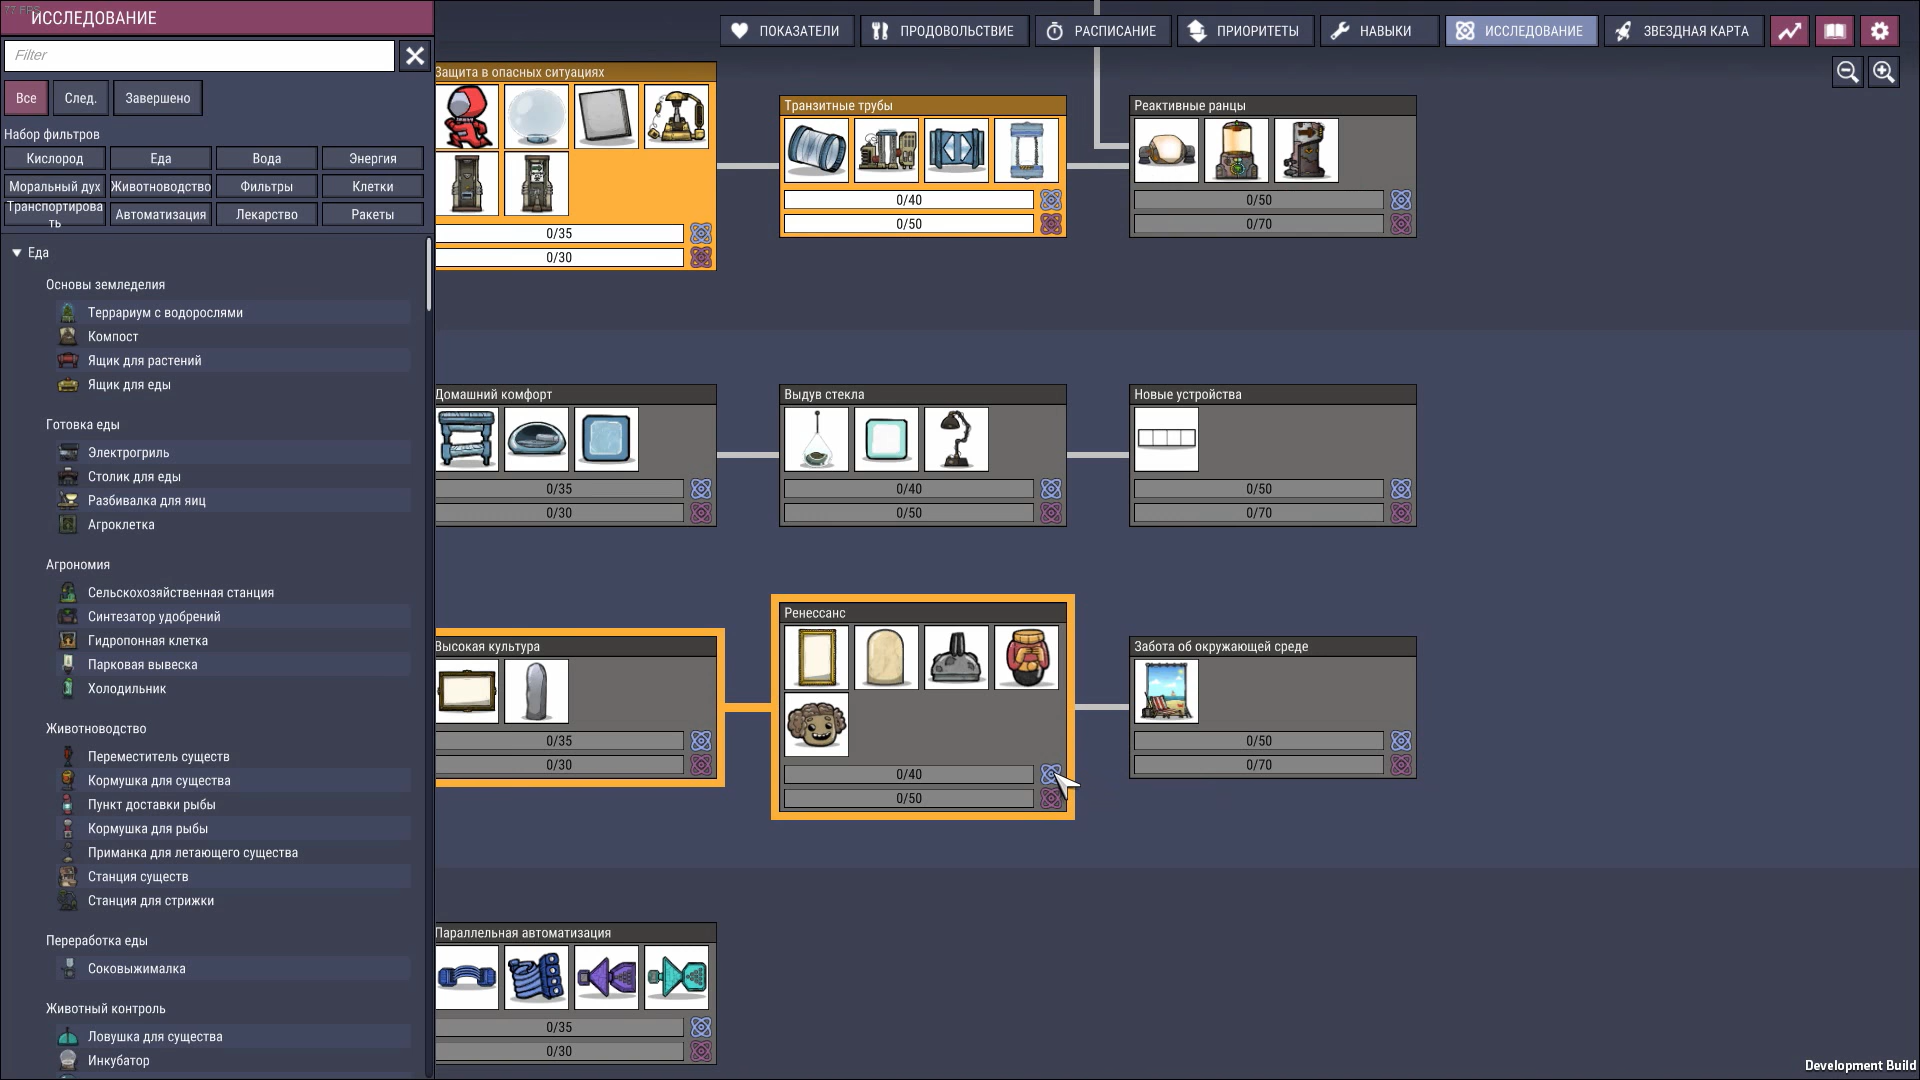 77 FPS
ИССЛЕДОВАНИЕ
ПОКАЗАТЕЛИ
ПРОДОВОЛЬСТВИЕ
РАСПИСАНИЕ
ПРИОРИТЕТЫ
НАВЫКИ
ИССЛЕДОВАНИЕ
ЗВЕЗДНАЯ КАРТА
Filter
Все
След.
Завершено
Набор фильтров
Кислород
Еда
Вода
Энергия
Моральный дух
Животноводство
Фильтры
Клетки
Транспортирова
ть
Автоматизация
Лекарство
Ракеты
Еда
Основы земледелия
Террариум с водорослями
Компост
Ящик для растений
Ящик для еды
Готовка еды
Электрогриль
Столик для еды
Разбивалка для яиц
Агроклетка
Агрономия
Сельскохозяйственная станция
Синтезатор удобрений
Гидропонная клетка
Парковая вывеска
Холодильник
Животноводство
Переместитель существ
Кормушка для существа
Пункт доставки рыбы
Кормушка для рыбы
Приманка для летающего существа
Станция существ
Станция для стрижки
Переработка еды
Соковыжималка
Животный контроль
Ловушка для существа
Инкубатор
Защита в опасных ситуациях
0/35
0/30
Транзитные трубы
0/40
0/50
Реактивные ранцы
0/50
0/70
Домашний комфорт
0/35
0/30
Выдув стекла
0/40
0/50
Новые устройства
0/50
0/70
Высокая культура
0/35
0/30
Ренессанс
0/40
0/50
Забота об окружающей среде
0/50
0/70
Параллельная автоматизация
0/35
0/30
Development Build